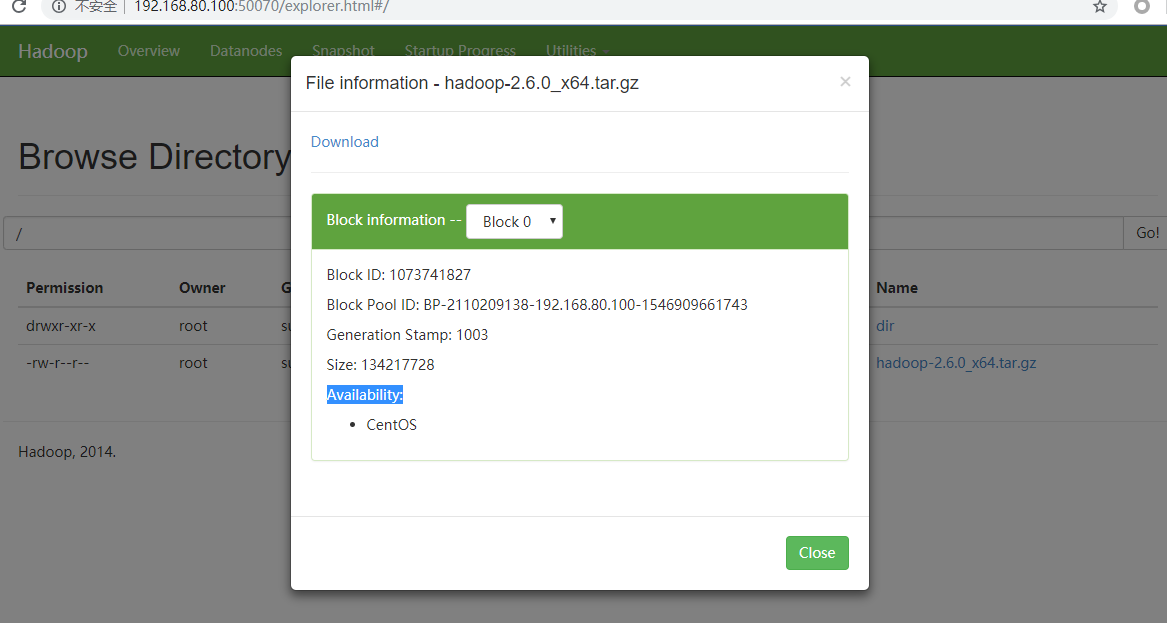 不安全 | 192.168.80.100:50070/explorer.html#/
Hadoop Overview Datanodes Snapshot Startup Progress Utilities
File information - hadoop-2.6.0_x64.tar.gz ×
Download
Browse Directory
Block information -- Block 0
/ Go!
Block ID: 1073741827
Permission Owner G Name
Block Pool ID: BP-2110209138-192.168.80.100-1546909661743
drwxr-xr-x root su dir
Generation Stamp: 1003
-rw-r--r-- root su hadoop-2.6.0_x64.tar.gz
Size: 134217728
Availability:
• CentOS
Hadoop, 2014.
Close